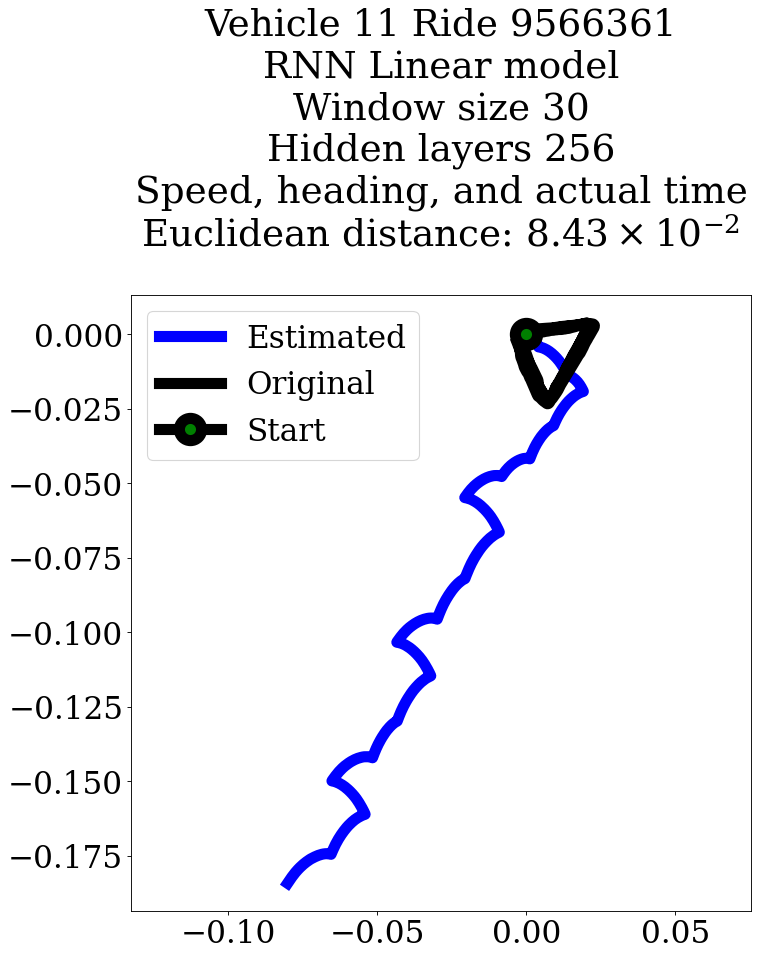 Vehicle 11 Ride 9566361
RNN Linear model
Window size 30
Hidden layers 256
Speed, heading, and actual time
Euclidean distance: 8.43 × 10⁻²
Estimated
Original
Start
0.000
−0.025
−0.050
−0.075
−0.100
−0.125
−0.150
−0.175
−0.10 −0.05 0.00 0.05